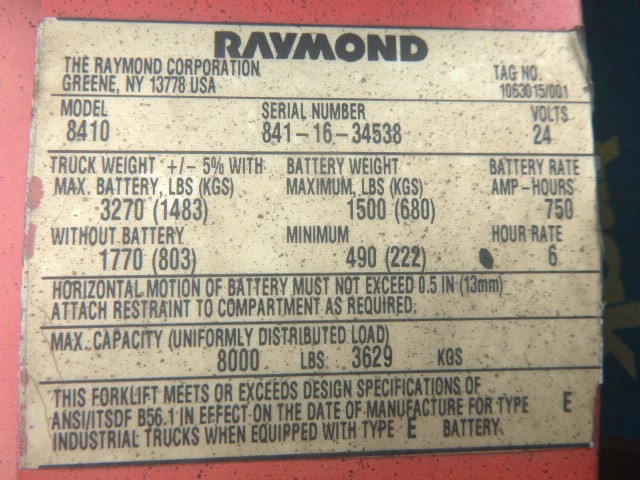 RAYMOND
THE RAYMOND CORPORATION
GREENE, NY 13778 USA
TAG NO.
1063015/001
MODEL SERIAL NUMBER VOLTS
8410 841-16-34538 24
TRUCK WEIGHT +/- 5% WITH BATTERY WEIGHT BATTERY RATE
MAX. BATTERY, LBS (KGS) MAXIMUM, LBS (KGS) AMP-HOURS
3270 (1483) 1500 (680) 750
WITHOUT BATTERY MINIMUM HOUR RATE
1770 (803) 490 (222) 6
HORIZONTAL MOTION OF BATTERY MUST NOT EXCEED 0.5 IN (13mm)
ATTACH RESTRAINT TO COMPARTMENT AS REQUIRED.
MAX. CAPACITY (UNIFORMLY DISTRIBUTED LOAD)
8000 LBS 3629 KGS
THIS FORKLIFT MEETS OR EXCEEDS DESIGN SPECIFICATIONS OF
ANSI/ITSDF B56.1 IN EFFECT ON THE DATE OF MANUFACTURE FOR TYPE E
INDUSTRIAL TRUCKS WHEN EQUIPPED WITH TYPE E BATTERY.